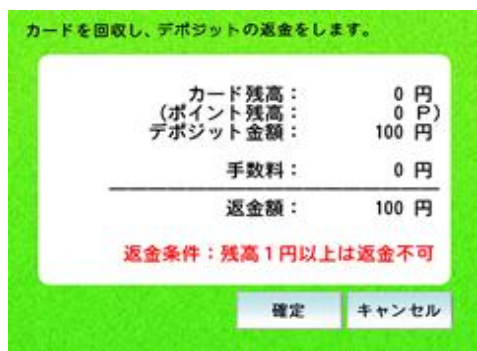 カードを回収し、デポジットの返金をします。
カード残高： 0 円
(ポイント残高： 0 P)
デポジット金額： 100 円
手数料： 0 円
返金額： 100 円
返金条件：残高1円以上は返金不可
確定 キャンセル